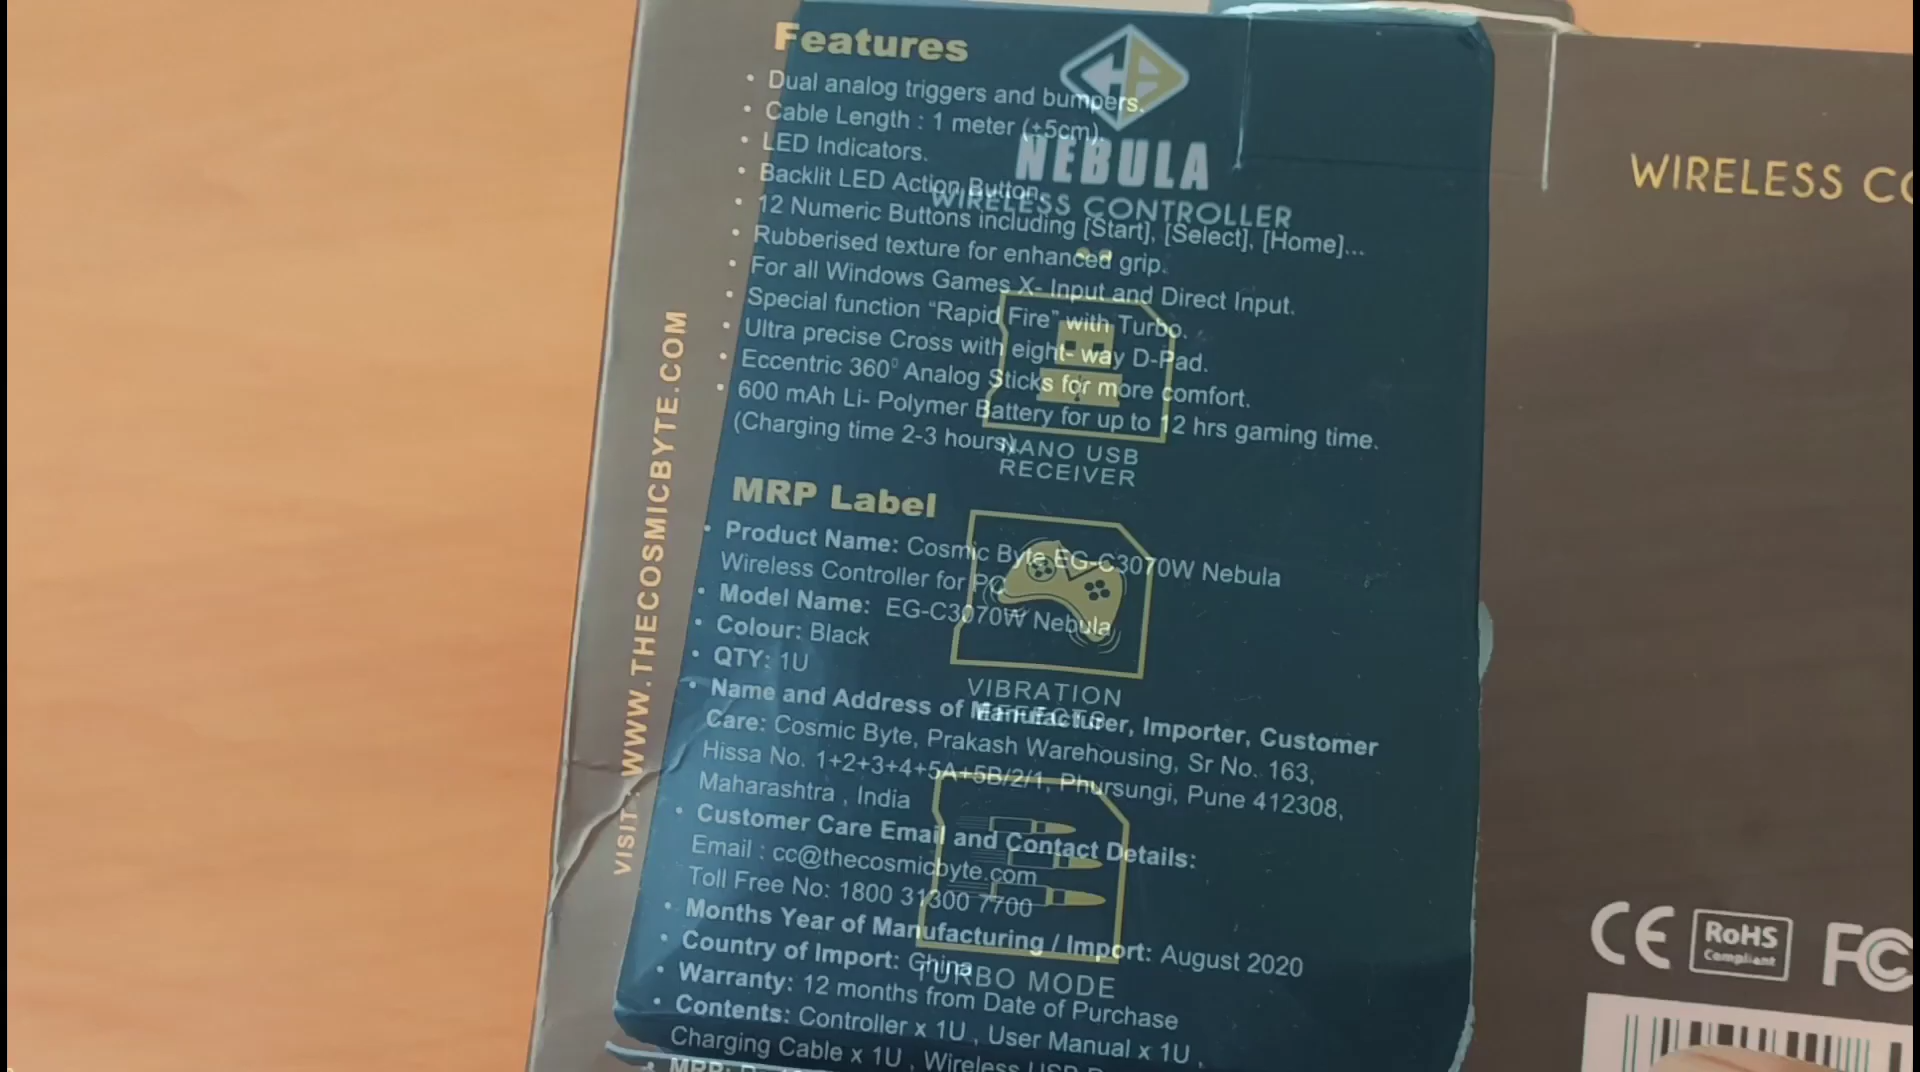 Features
• Dual analog triggers and bumpers.
• Cable Length : 1 meter (±5cm).
• LED Indicators.
• Backlit LED Action Button.
• 12 Numeric Buttons including [Start], [Select], [Home]...
• Rubberised texture for enhanced grip.
• For all Windows Games X- Input and Direct Input.
• Special function “Rapid Fire” with Turbo.
• Ultra precise Cross with eight- way D-Pad.
• Eccentric 360⁰ Analog Sticks for more comfort.
• 600 mAh Li- Polymer Battery for up to 12 hrs gaming time.
(Charging time 2-3 hours)
MRP Label
• Product Name: Cosmic Byte EG-C3070W Nebula
Wireless Controller for PC
• Model Name: EG-C3070W Nebula
• Colour: Black
• QTY: 1U
• Name and Address of Manufacturer, Importer, Customer
Care: Cosmic Byte, Prakash Warehousing, Sr No. 163,
Hissa No. 1+2+3+4+5A+5B/2/1, Phursungi, Pune 412308,
Maharashtra , India
• Customer Care Email and Contact Details:
Email : cc@thecosmicbyte.com
Toll Free No: 1800 31300 7700
• Months Year of Manufacturing / Import: August 2020
• Country of Import: China
• Warranty: 12 months from Date of Purchase
• Contents: Controller x 1U , User Manual x 1U ,
Charging Cable x 1U , Wireless USB
• MRP:
NEBULA
WIRELESS CONTROLLER
NANO USB
RECEIVER
VIBRATION
EFFECTS
TURBO MODE
VISIT : WWW.THECOSMICBYTE.COM
WIRELESS
CE
RoHS
Compliant
FC